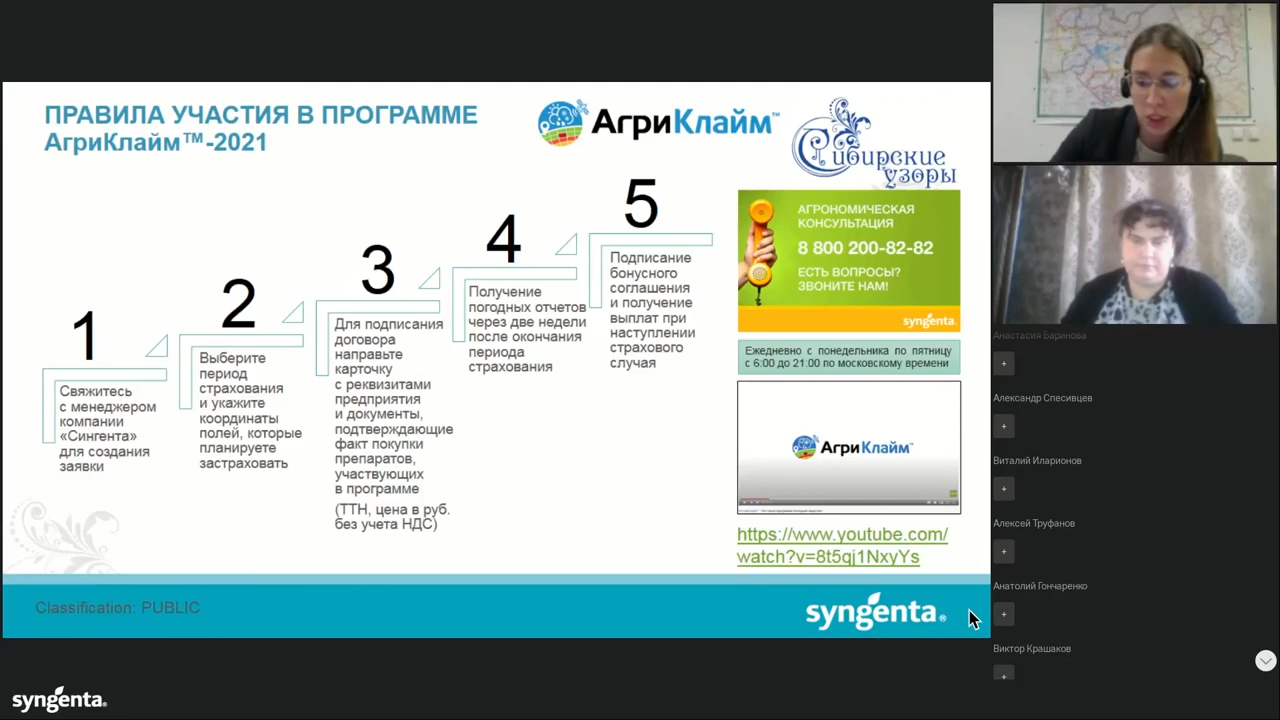 ПРАВИЛА УЧАСТИЯ В ПРОГРАММЕ
АгриКлайм™-2021
АгриКлайм™
Сибирские
узоры
1
Свяжитесь
с менеджером
компании
«Сингента»
для создания
заявки
2
Выберите
период
страхования
и укажите
координаты
полей, которые
планируете
застраховать
3
Для подписания
договора
направьте
карточку
с реквизитами
предприятия
и документы,
подтверждающие
факт покупки
препаратов,
участвующих
в программе
(ТТН, цена в руб.
без учета НДС)
4
Получение
погодных отчетов
через две недели
после окончания
периода
страхования
5
Подписание
бонусного
соглашения
и получение
выплат при
наступлении
страхового
случая
АГРОНОМИЧЕСКАЯ
КОНСУЛЬТАЦИЯ
8 800 200-82-82
ЕСТЬ ВОПРОСЫ?
ЗВОНИТЕ НАМ!
syngenta.
Ежедневно с понедельника по пятницу
с 6:00 до 21:00 по московскому времени
АгриКлайм™
https://www.youtube.com/
watch?v=8t5qj1NxyYs
Classification: PUBLIC
syngenta®
syngenta®
Анастасия Баринова
Александр Спесивцев
Виталий Иларионов
Алексей Труфанов
Анатолий Гончаренко
Виктор Крашаков